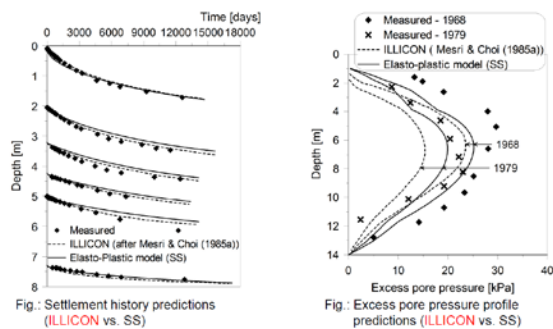 Time [days]
0 3000 6000 9000 12000 15000 18000
0
1
2
3
4
5
6
7
8
Depth [m]
Measured
ILLICON (after Mesri & Choi (1985a))
Elasto-Plastic model (SS)
Fig.: Settlement history predictions
(ILLICON vs. SS)
Measured - 1968
Measured - 1979
ILLICON ( Mesri & Choi (1985a)
Elasto-plastic model (SS)
0
2
4
6
8
10
12
14
Depth [m]
1968
1979
0 10 20 30 40
Excess pore pressure [kPa]
Fig.: Excess pore pressure profile
predictions (ILLICON vs. SS)